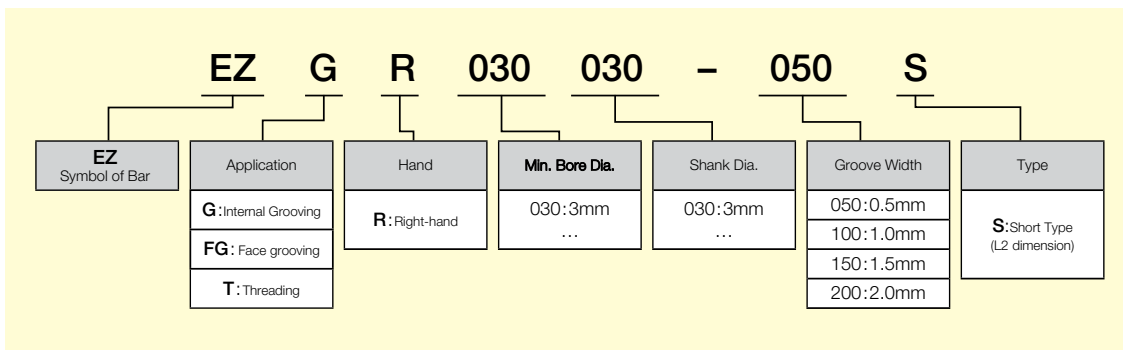 EZ G R 030 030 – 050 S
EZ
Symbol of Bar
Application
G:Internal Grooving
FG: Face grooving
T:Threading
Hand
R:Right-hand
Min. Bore Dia.
030:3mm
…
Shank Dia.
030:3mm
…
Groove Width
050:0.5mm
100:1.0mm
150:1.5mm
200:2.0mm
Type
S:Short Type
(L2 dimension)